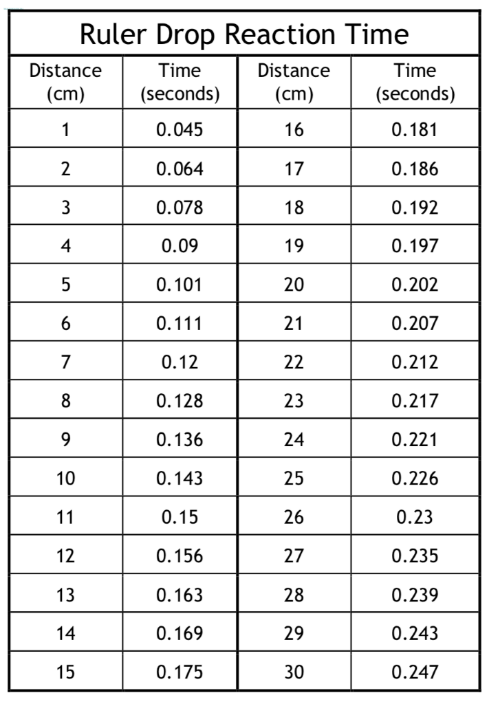 Ruler Drop Reaction Time
Distance (cm) Time (seconds) Distance (cm) Time (seconds)
1 0.045 16 0.181
2 0.064 17 0.186
3 0.078 18 0.192
4 0.09 19 0.197
5 0.101 20 0.202
6 0.111 21 0.207
7 0.12 22 0.212
8 0.128 23 0.217
9 0.136 24 0.221
10 0.143 25 0.226
11 0.15 26 0.23
12 0.156 27 0.235
13 0.163 28 0.239
14 0.169 29 0.243
15 0.175 30 0.247